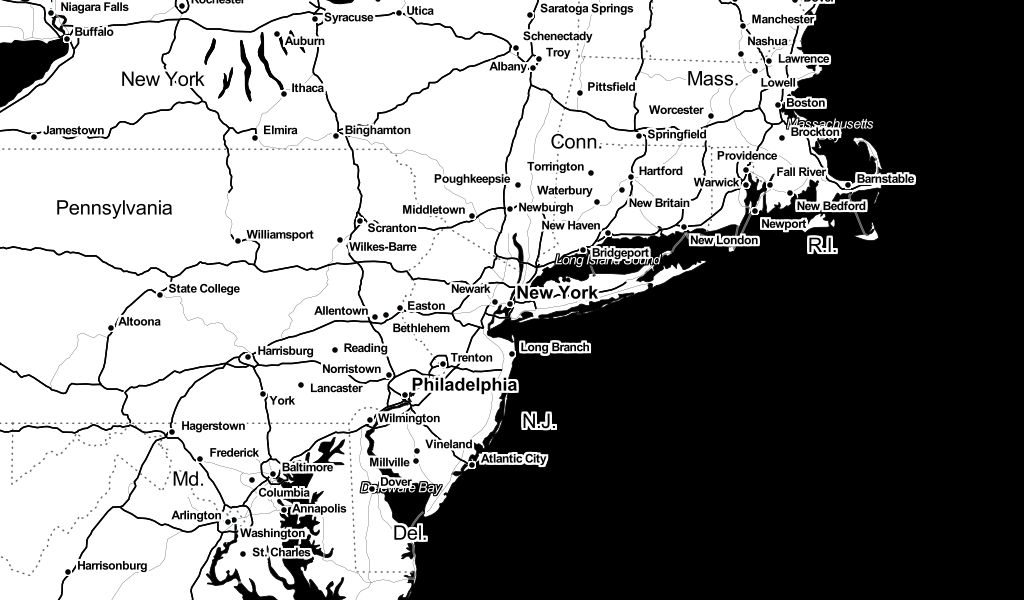 Niagara Falls
Rochester
Syracuse
Utica
Saratoga Springs
Dover
Manchester
Buffalo
Auburn
Schenectady
Troy
Nashua
Albany
Lawrence
New York
Ithaca
Pittsfield
Mass.
Lowell
Worcester
Boston
Massachusetts
Jamestown
Elmira
Binghamton
Conn.
Springfield
Brockton
Providence
Torrington
Hartford
Fall River
Poughkeepsie
Waterbury
Warwick
Barnstable
Pennsylvania
Middletown
Newburgh
New Britain
New Bedford
Scranton
New Haven
Newport
Williamsport
Wilkes-Barre
New London
R.I.
Bridgeport
Long Island Sound
State College
Newark
New York
Allentown
Easton
Altoona
Bethlehem
Harrisburg
Reading
Trenton
Long Branch
Norristown
Lancaster
Philadelphia
York
Wilmington
N.J.
Hagerstown
Vineland
Frederick
Millville
Atlantic City
Baltimore
Md.
Dover
Delaware Bay
Columbia
Annapolis
Arlington
Washington
Del.
St. Charles
Harrisonburg